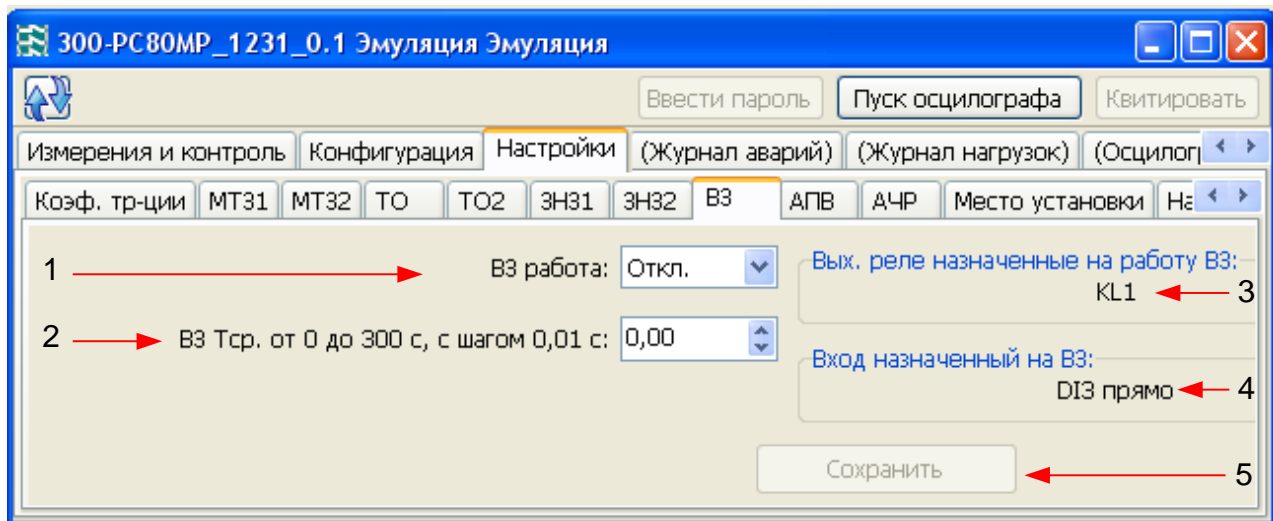 300-РС80МР_1231_0.1 Эмуляция Эмуляция
Ввести пароль Пуск осцилографа Квитировать
Измерения и контроль Конфигурация Настройки (Журнал аварий) (Журнал нагрузок) (Осцилог
Коэф. тр-ции МТЗ1 МТЗ2 ТО ТО2 ЗНЗ1 ЗНЗ2 ВЗ АПВ АЧР Место установки На
1 ВЗ работа: Откл. Вых. реле назначенные на работу ВЗ:
KL1 3
2 ВЗ Тср. от 0 до 300 с, с шагом 0,01 с: 0,00
Вход назначенный на ВЗ:
DI3 прямо 4
Сохранить 5